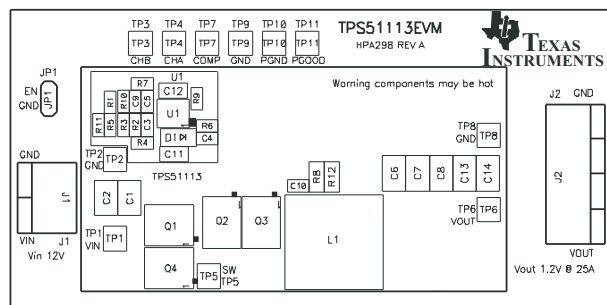 TP3 TP4 TP7 TP9 TP10 TP11
TP3 TP4 TP7 TP9 TP10 TP11
CHB CHA COMP GND PGND PGOOD
TPS51113EVM
HPA298 REV A
TEXAS
INSTRUMENTS
Warning components may be hot
JP1
EN
GND
JP1
R7
U1
C12
R9
R1
R10
C9
C5
U1
R11
R5
R3
R2
C3
D1
R6
C4
R4
C11
TPS51113
TP2
GND
TP2
GND
J1
VIN
J1
Vin 12V
C2
C1
TP1
VIN
TP1
Q1
Q2
Q3
Q4
TP5
SW
TP5
C10
R8
R12
L1
C6
C7
C8
C13
C14
TP8
GND
TP8
TP6
VOUT
TP6
J2
GND
J2
VOUT
Vout 1.2V @ 25A